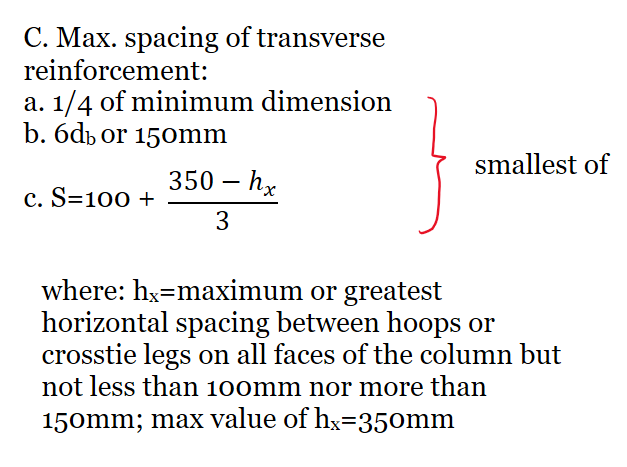 C. Max. spacing of transverse
reinforcement:
a. 1/4 of minimum dimension
b. 6d_b or 150mm
smallest of
c. S=100 + \frac{350 − h_x}{3}
where: h_x=maximum or greatest
horizontal spacing between hoops or
crosstie legs on all faces of the column but
not less than 100mm nor more than
150mm; max value of h_x=350mm